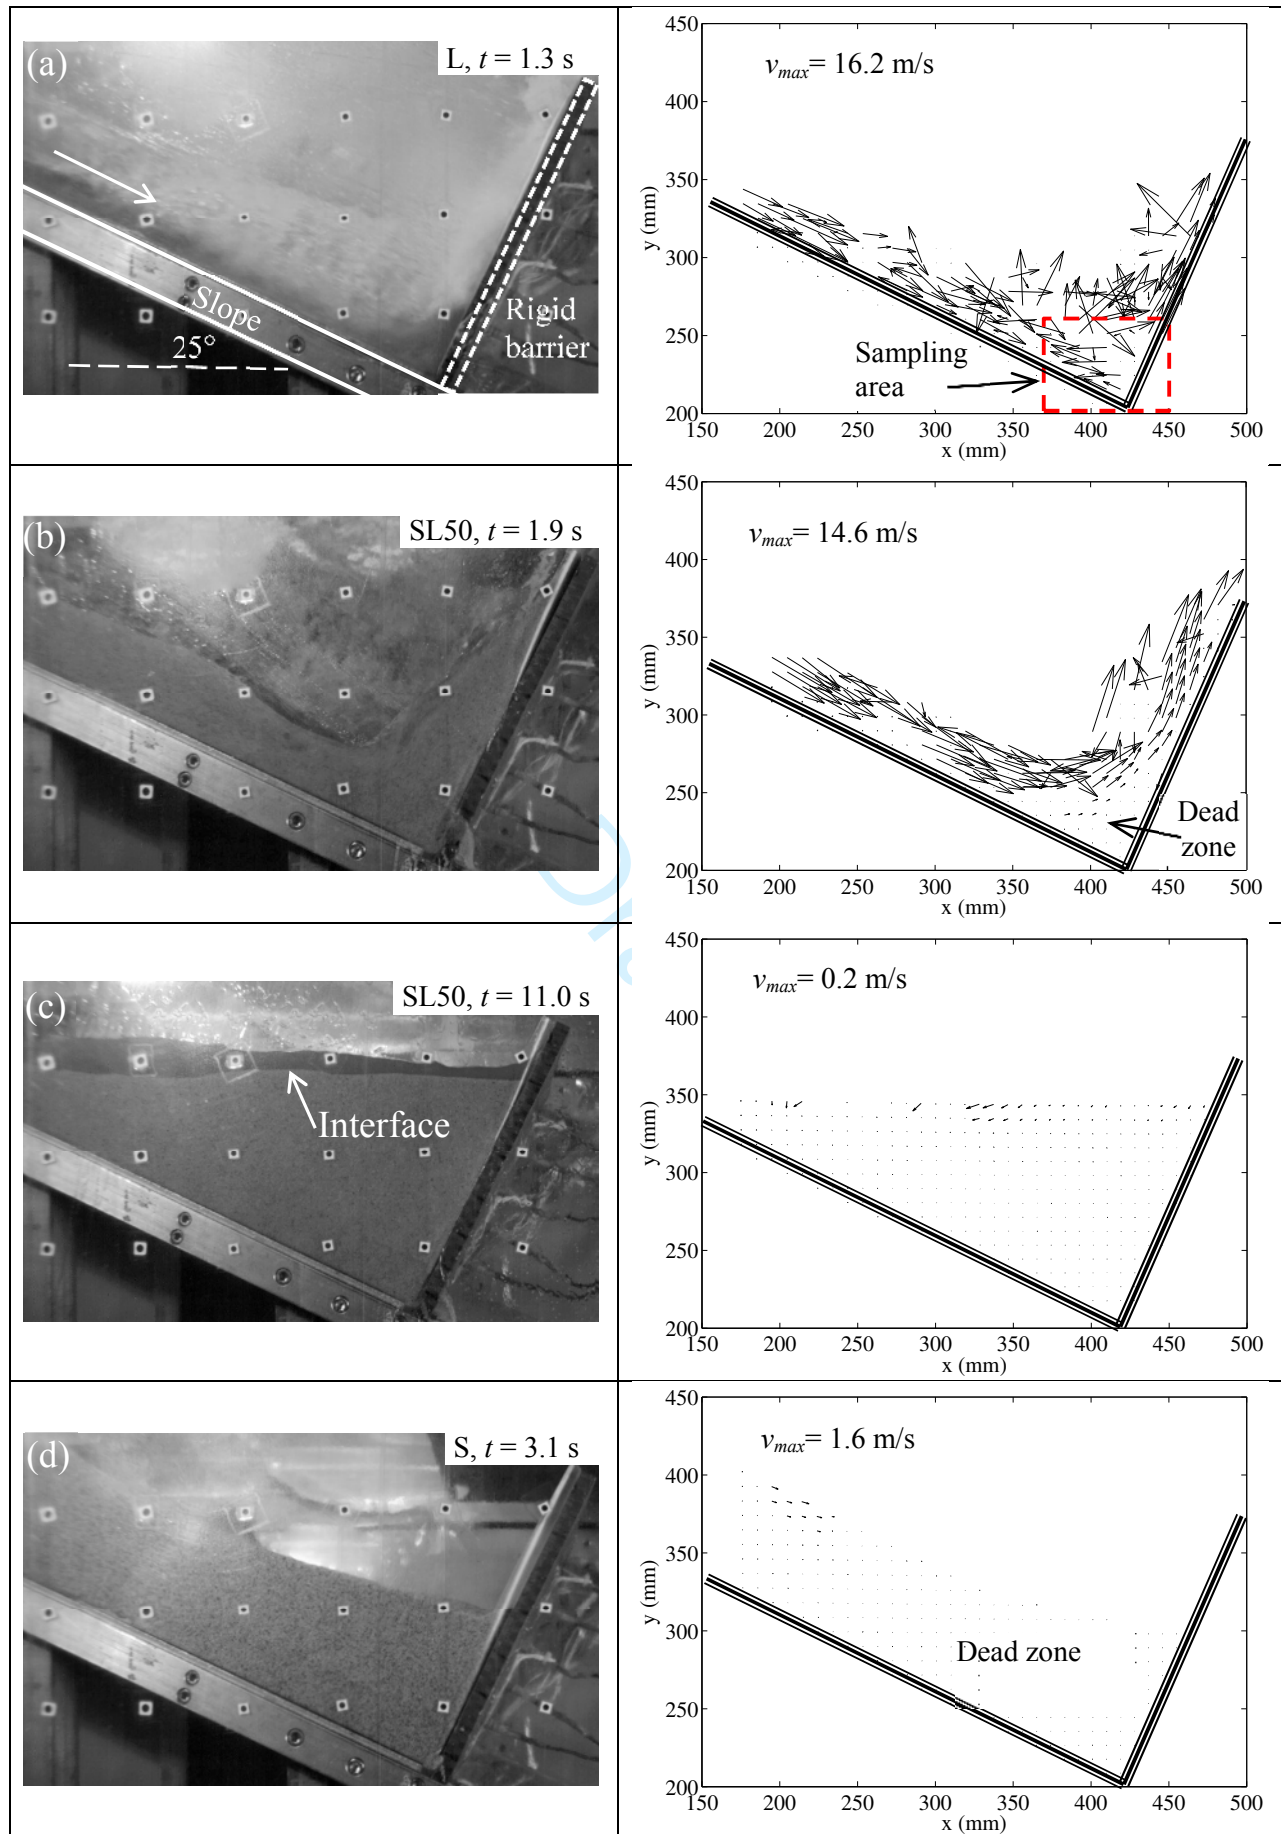 (a)
L, t = 1.3 s
Slope
25°
Rigid
barrier
v_max= 16.2 m/s
Sampling
area
y (mm)
450
400
350
300
250
200
150 200 250 300 350 400 450 500
x (mm)
(b)
SL50, t = 1.9 s
v_max= 14.6 m/s
Dead
zone
y (mm)
450
400
350
300
250
200
150 200 250 300 350 400 450 500
x (mm)
(c)
SL50, t = 11.0 s
Interface
v_max= 0.2 m/s
y (mm)
450
400
350
300
250
200
150 200 250 300 350 400 450 500
x (mm)
(d)
S, t = 3.1 s
v_max= 1.6 m/s
Dead zone
y (mm)
450
400
350
300
250
200
150 200 250 300 350 400 450 500
x (mm)